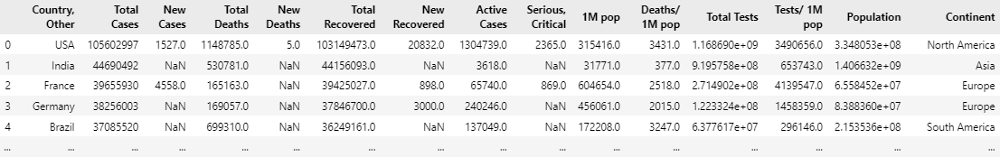 Country, Other Total Cases New Cases Total Deaths New Deaths Total Recovered New Recovered Active Cases Serious, Critical 1M pop Deaths/ 1M pop Total Tests Tests/ 1M pop Population Continent
0 USA 105602997 1527.0 1148785.0 5.0 103149473.0 20832.0 1304739.0 2365.0 315416.0 3431.0 1.168690e+09 3490656.0 3.348053e+08 North America
1 India 44690492 NaN 530781.0 NaN 44156093.0 NaN 3618.0 NaN 31771.0 377.0 9.195758e+08 653743.0 1.406632e+09 Asia
2 France 39655930 4558.0 165163.0 NaN 39425027.0 898.0 65740.0 869.0 604654.0 2518.0 2.714902e+08 4139547.0 6.558452e+07 Europe
3 Germany 38256003 NaN 169057.0 NaN 37846700.0 3000.0 240246.0 NaN 456061.0 2015.0 1.223324e+08 1458359.0 8.388360e+07 Europe
4 Brazil 37085520 NaN 699310.0 NaN 36249161.0 NaN 137049.0 NaN 172208.0 3247.0 6.377617e+07 296146.0 2.153536e+08 South America
... ... ... ... ... ... ... ... ... ... ... ... ... ... ... ...